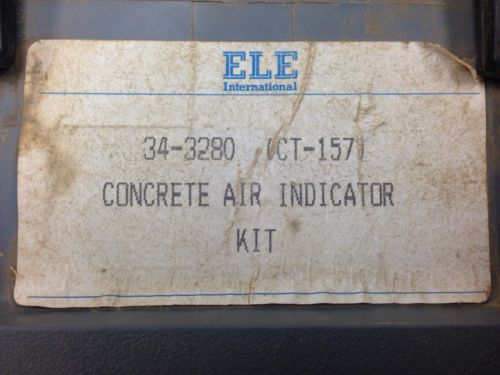 ELE
International
34-3280 (CT-157)
CONCRETE AIR INDICATOR
KIT